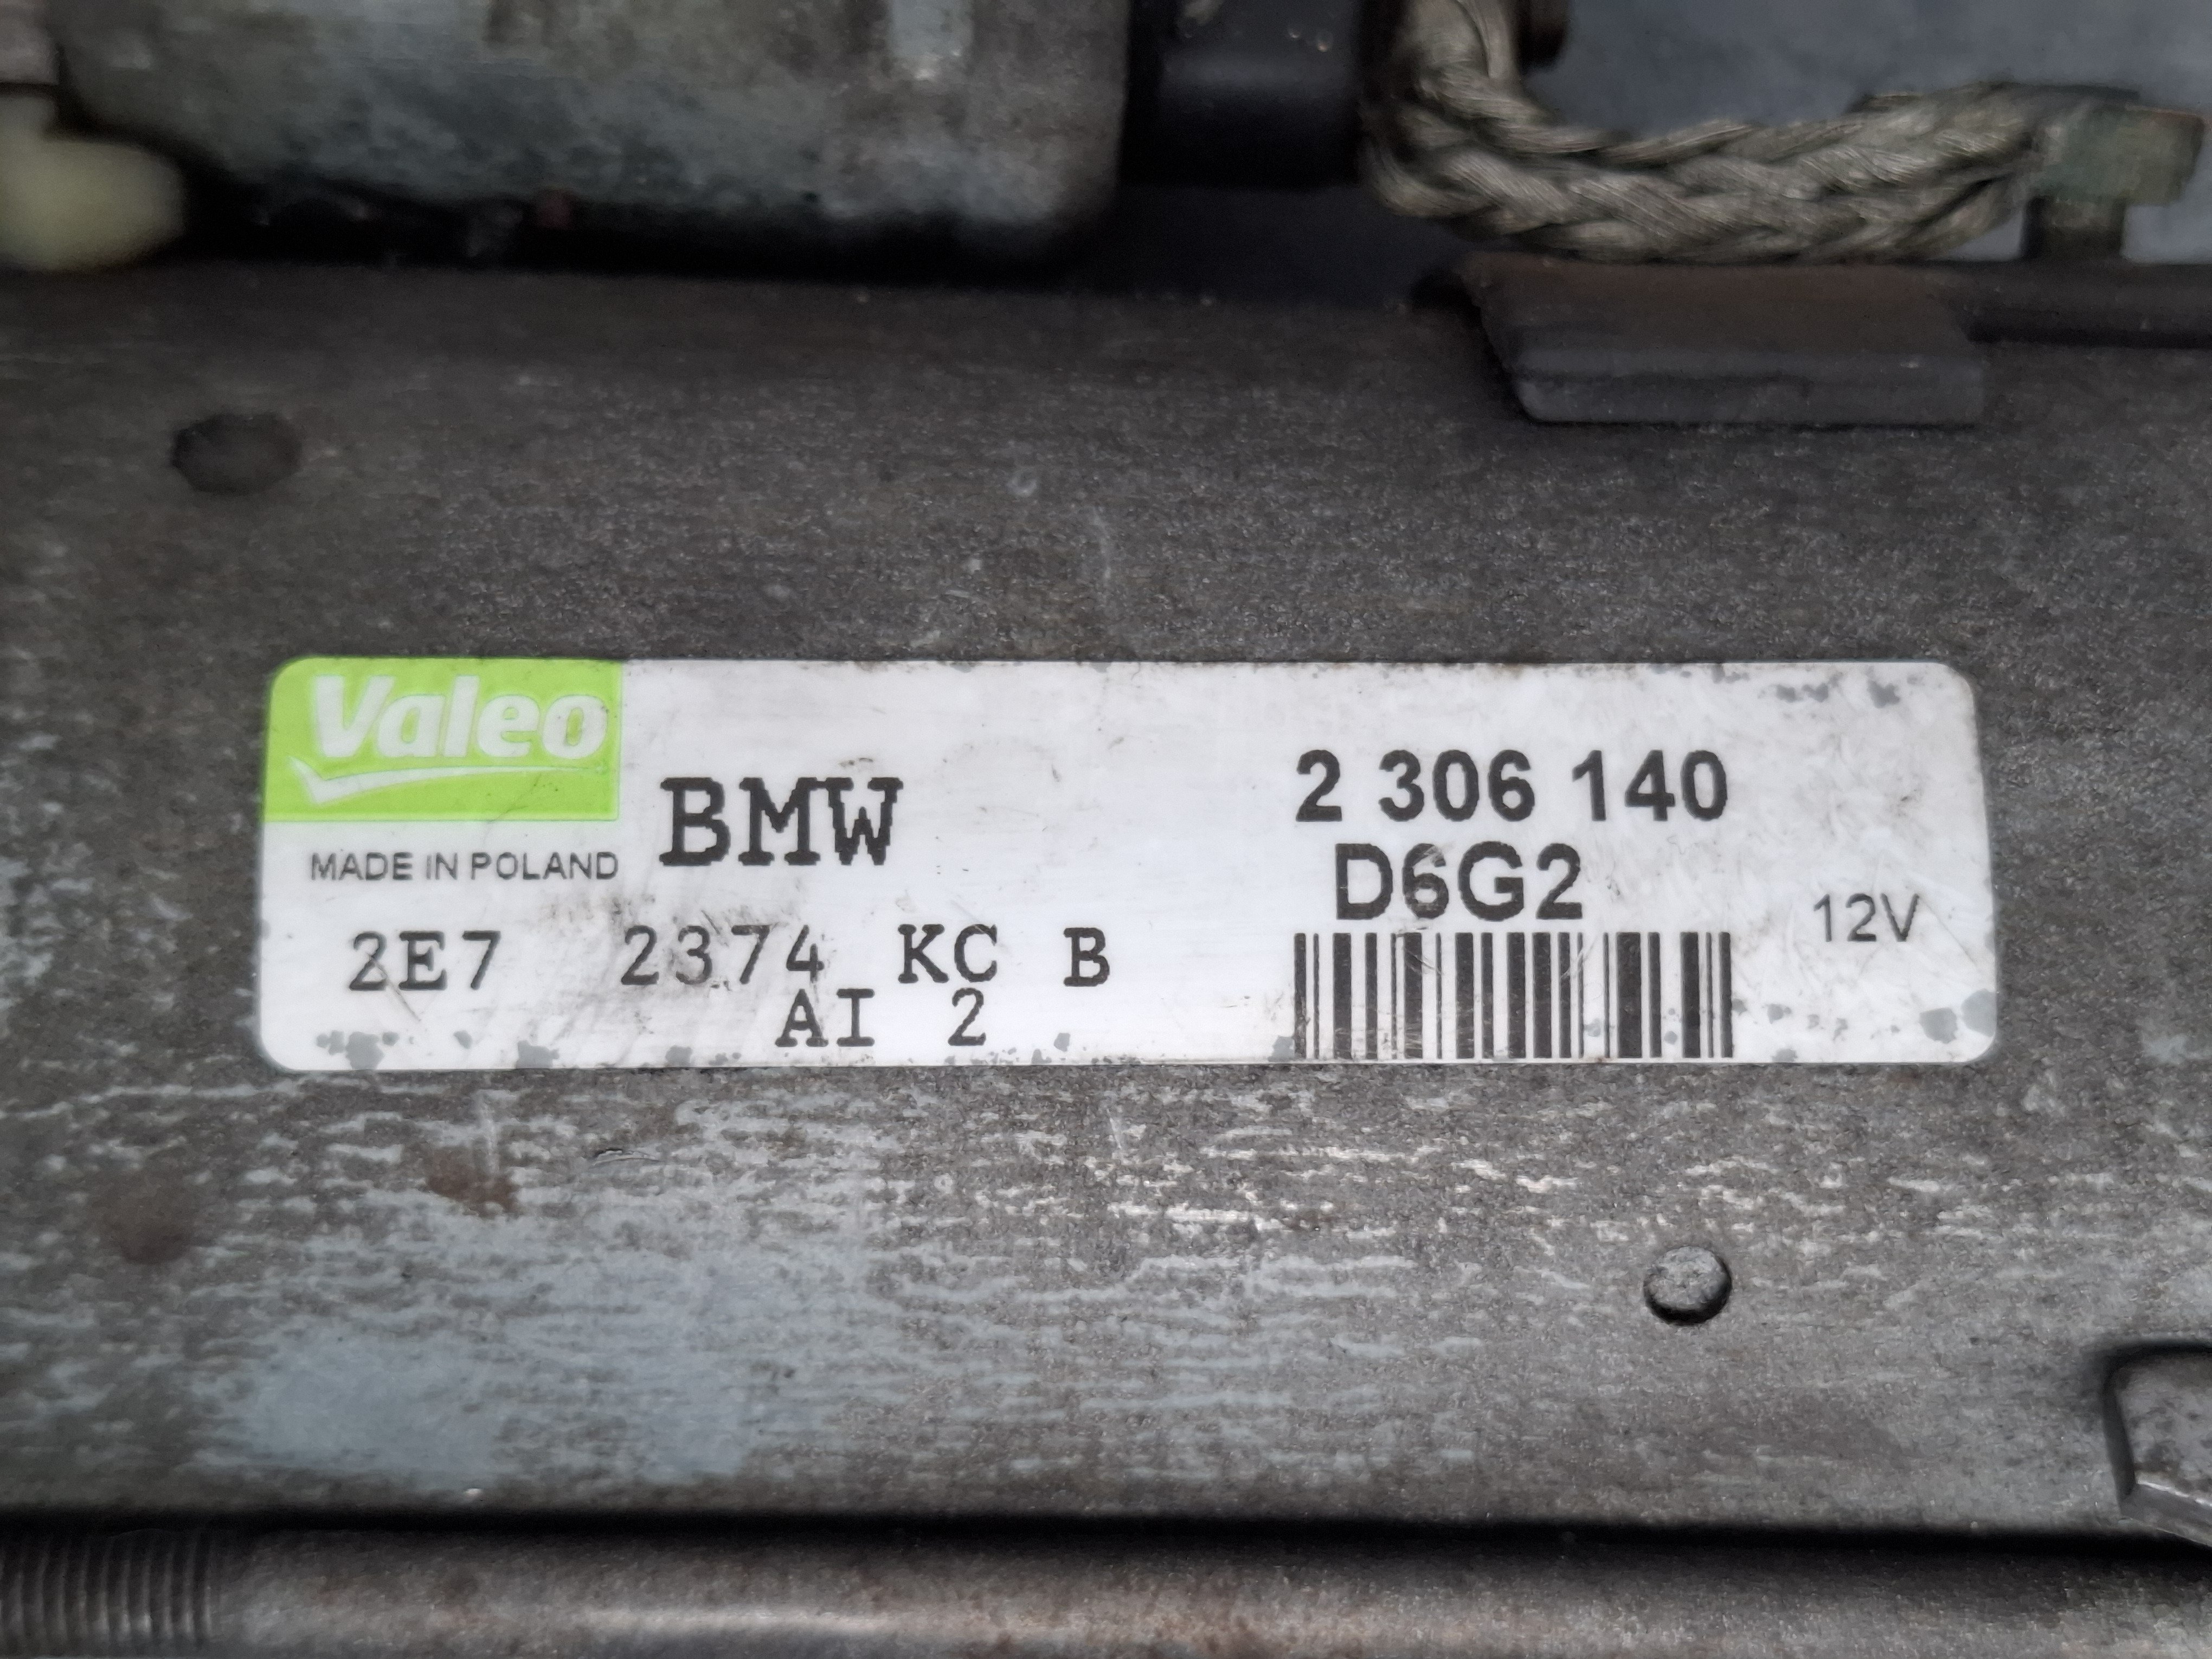 Valeo
BMW
2 306 140
MADE IN POLAND
D6G2
12V
2E7 2374 KC B
AI 2